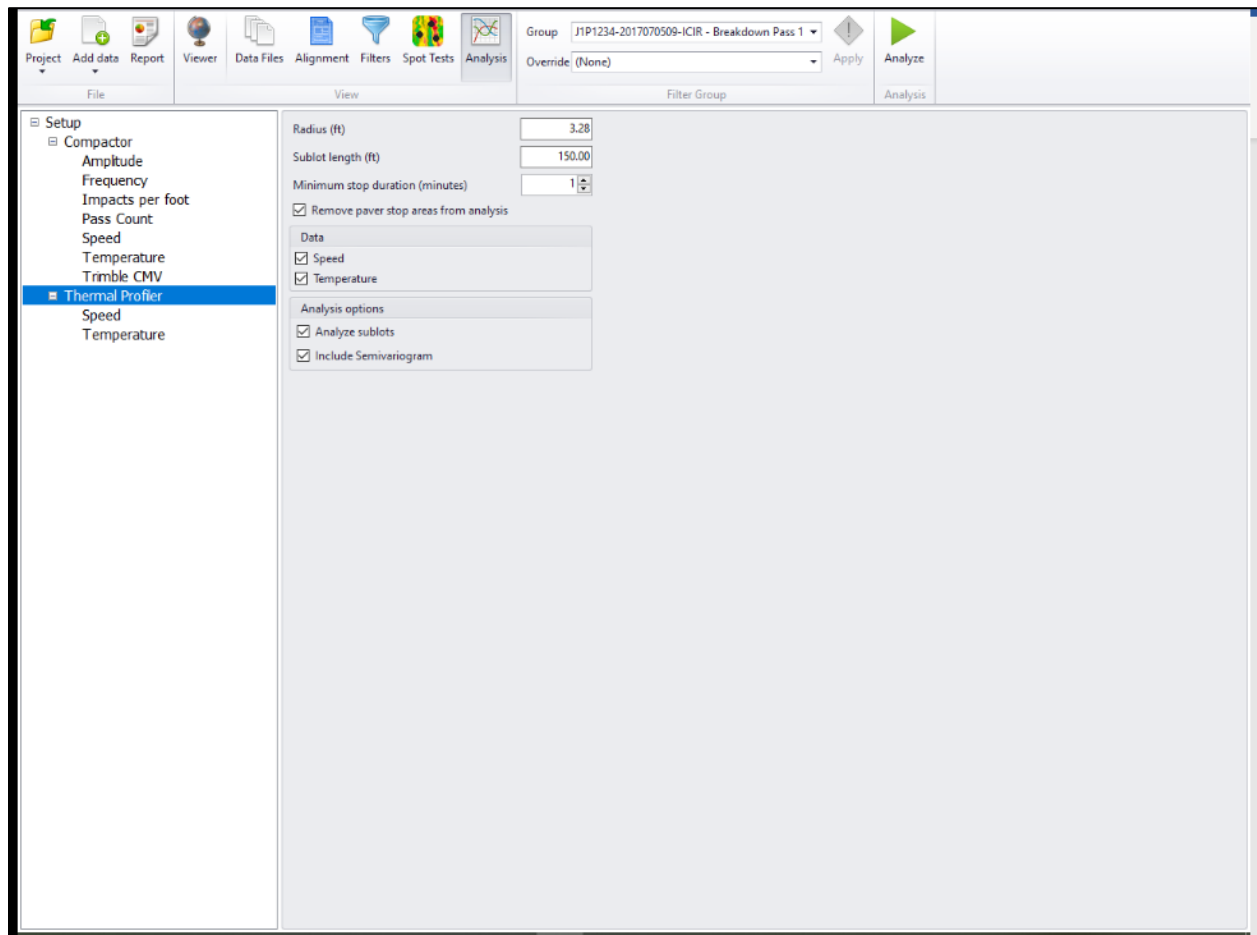 Project Add data Report Viewer Data Files Alignment Filters Spot Tests Analysis
Group J1P1234-2017070509-ICIR - Breakdown Pass 1
Override (None)
Apply
Analyze
File View Filter Group Analysis
Setup
Compactor
Amplitude
Frequency
Impacts per foot
Pass Count
Speed
Temperature
Trimble CMV
Thermal Profiler
Speed
Temperature
Radius (ft) 3.28
Sublot length (ft) 150.00
Minimum stop duration (minutes) 1
Remove paver stop areas from analysis
Data
Speed
Temperature
Analysis options
Analyze sublots
Include Semivariogram